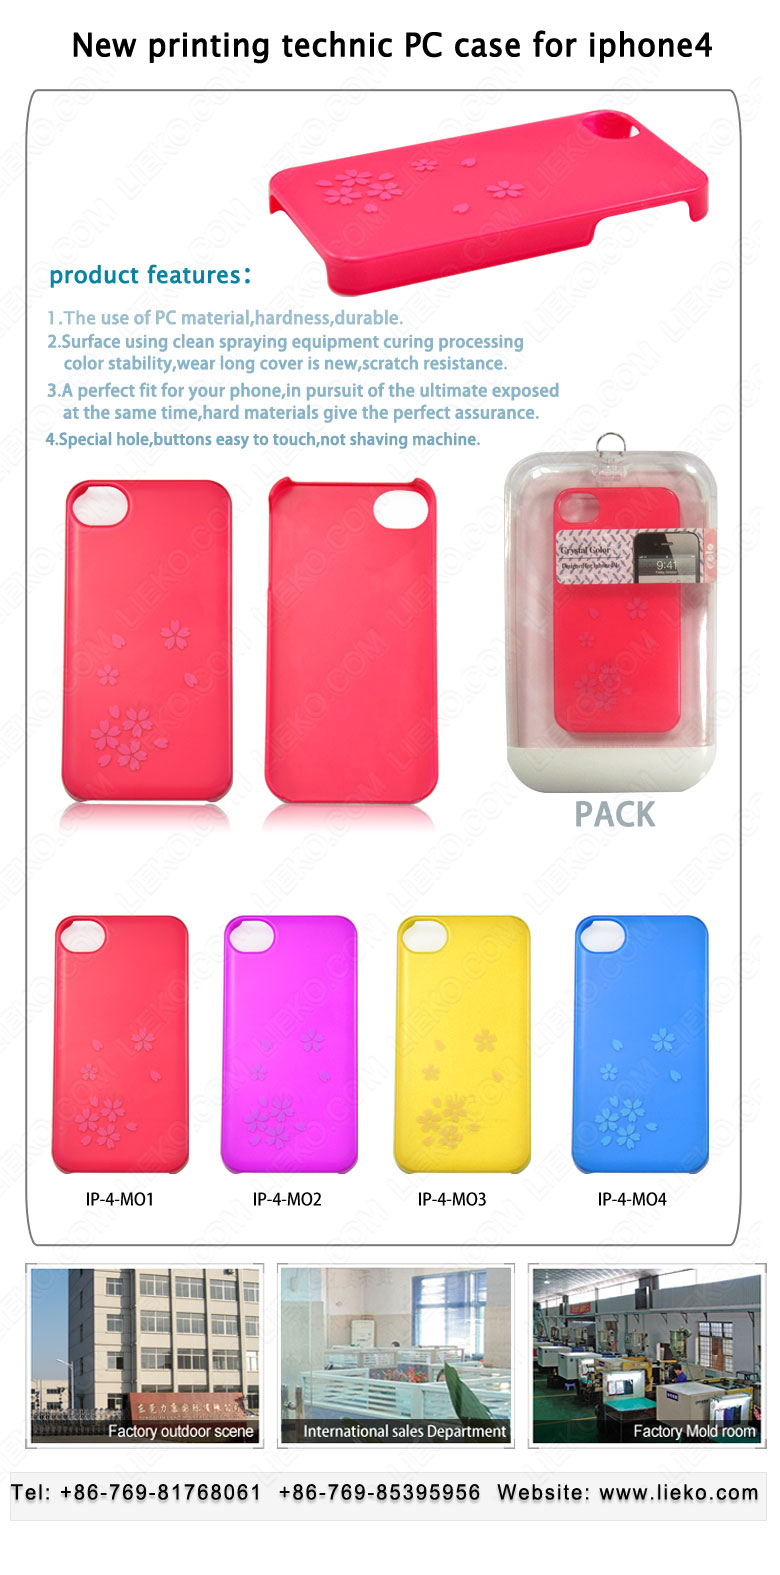 New printing technic PC case for iphone4
product features:
1.The use of PC material,hardness,durable.
2.Surface using clean spraying equipment curing processing
color stability,wear long cover is new,scratch resistance.
3.A perfect fit for your phone,in pursuit of the ultimate exposed
at the same time,hard materials give the perfect assurance.
4.Special hole,buttons easy to touch,not shaving machine.
Crystal Color
9:41
PACK
IP-4-MO1
IP-4-MO2
IP-4-MO3
IP-4-MO4
Factory outdoor scene
International sales Department
Factory Mold room
Tel: +86-769-81768061 +86-769-85395956 Website: www.lieko.com
LIEKO.COM